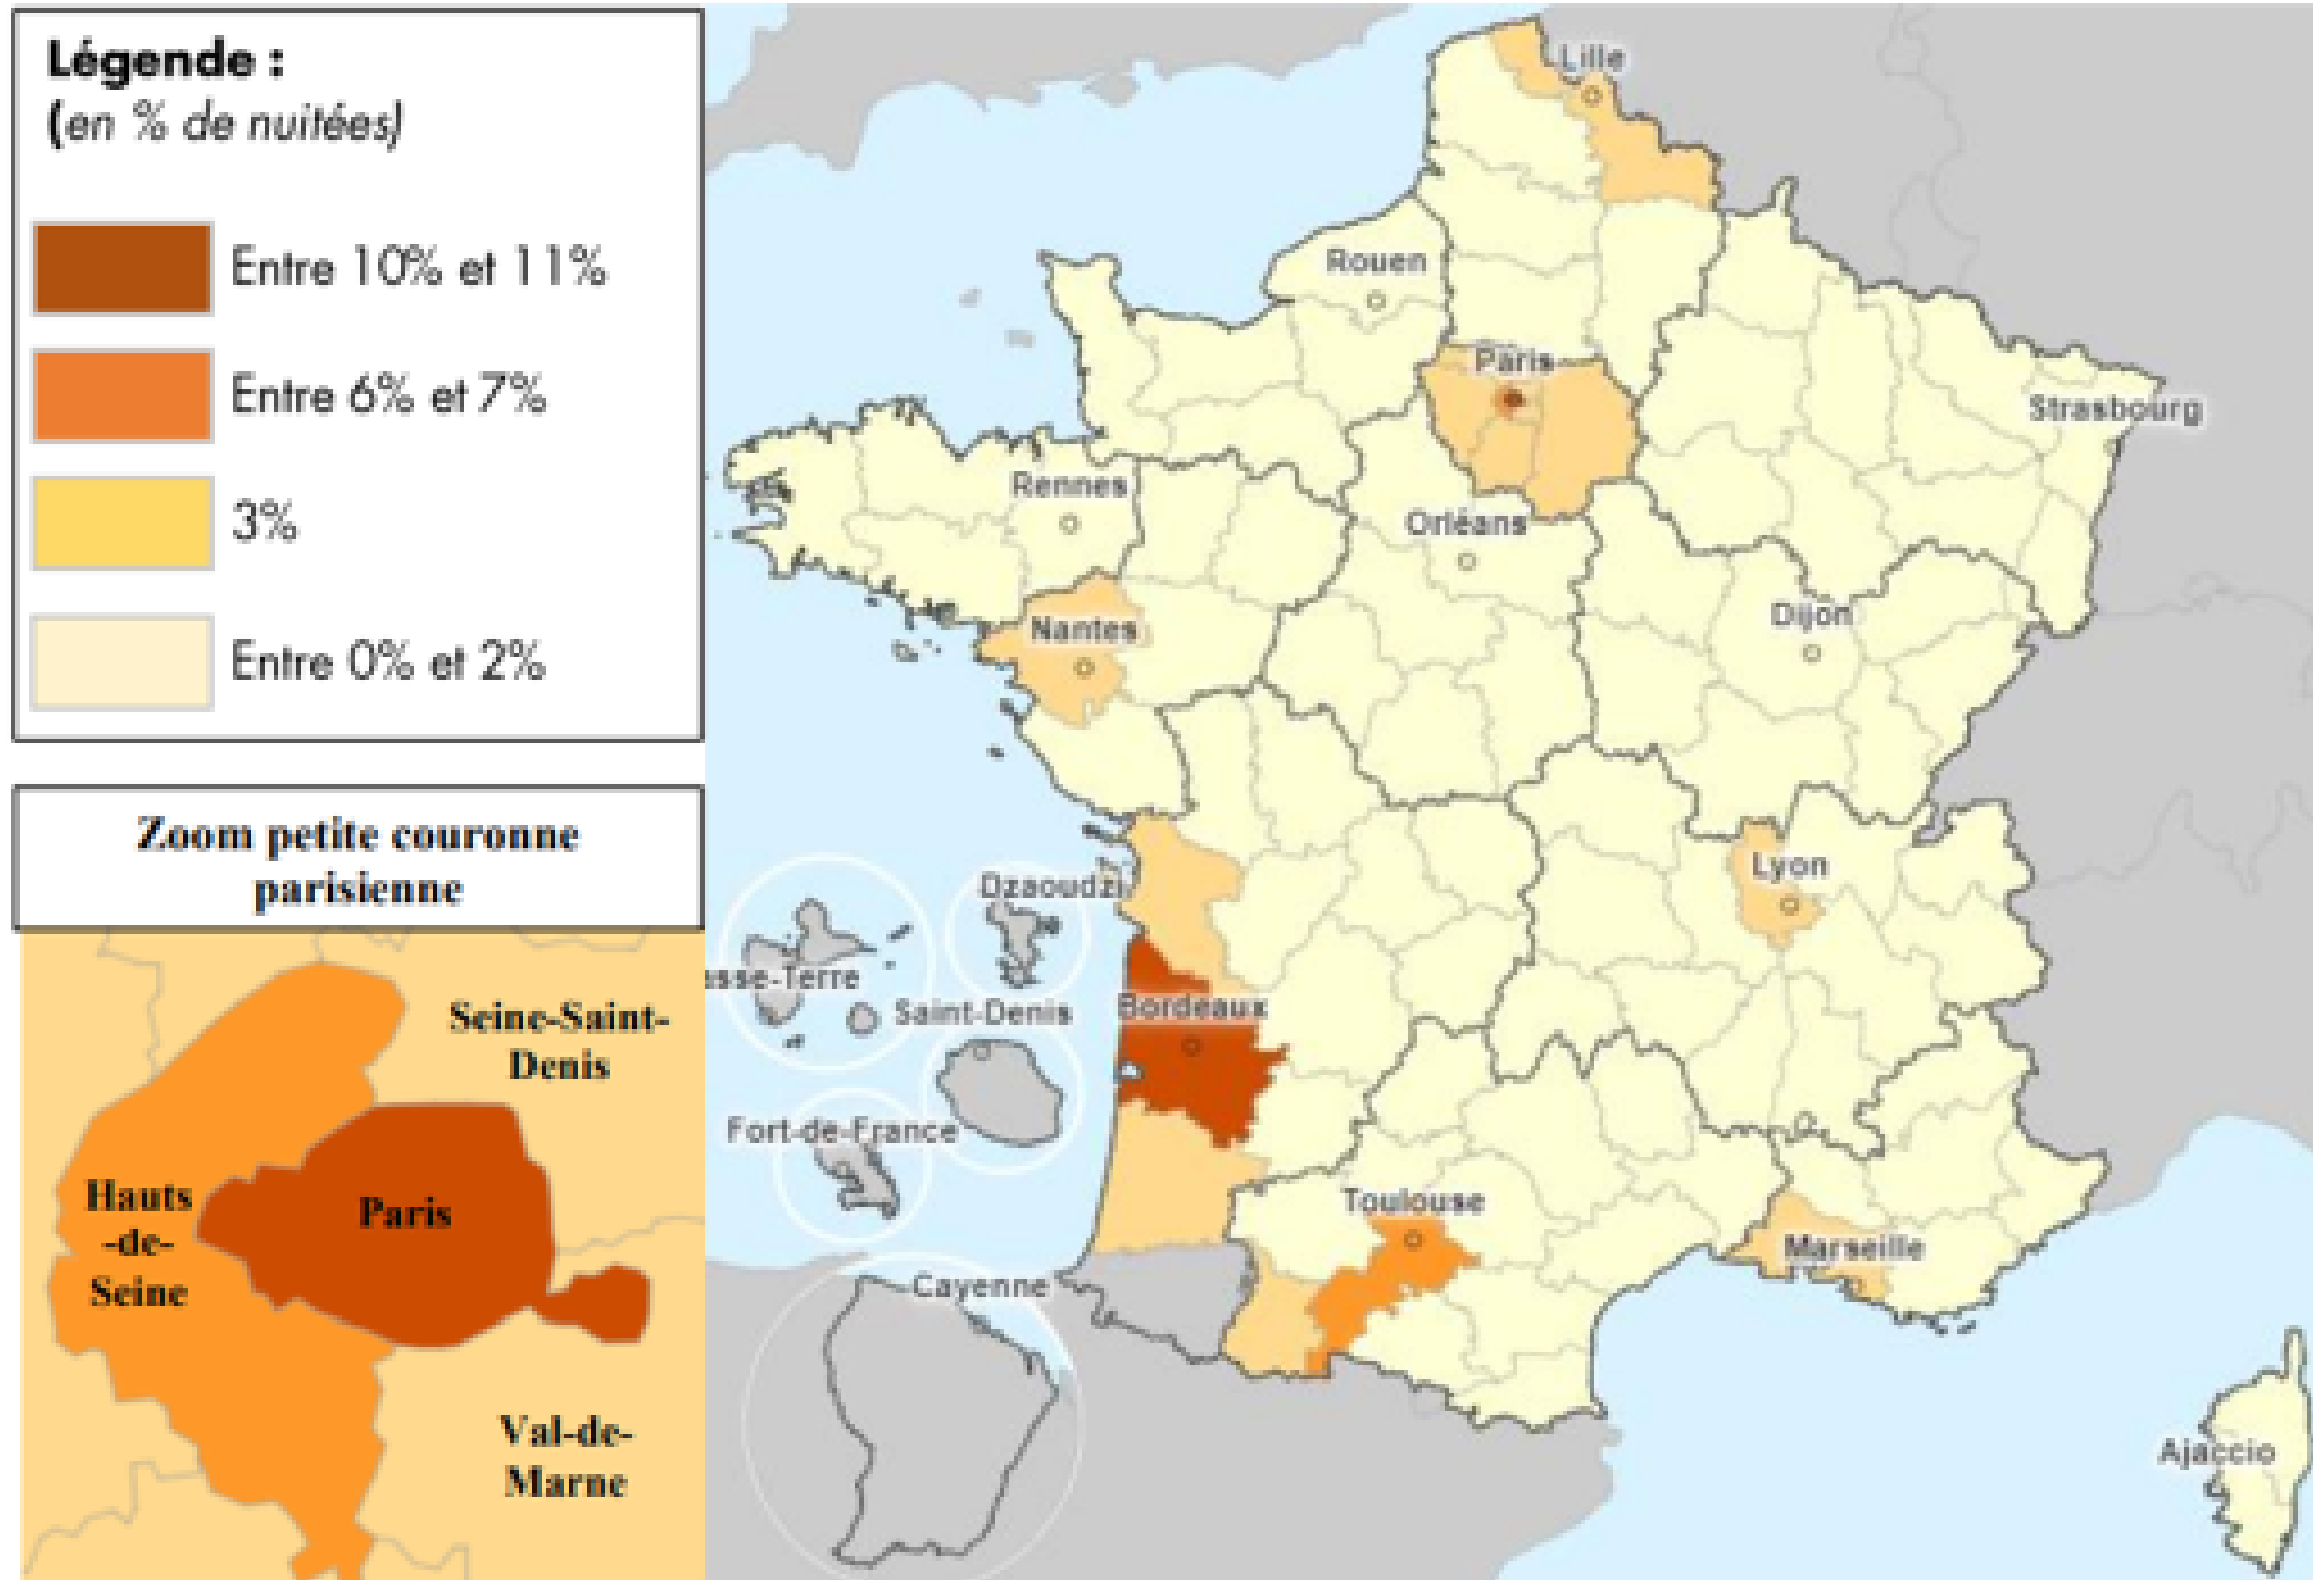 Légende :
(en % de nuitées)
Entre 10% et 11%
Entre 6% et 7%
3%
Entre 0% et 2%
Zoom petite couronne
parisienne
Seine-Saint-
Denis
Hauts
-de-
Seine
Paris
Val-de-
Marne
Lille
Rouen
Paris
Strasbourg
Rennes
Orléans
Nantes
Dijon
Lyon
Dzaoudzi
asse-Terre
Saint-Denis
Bordeaux
Fort-de-France
Toulouse
Marseille
Cayenne
Ajaccio